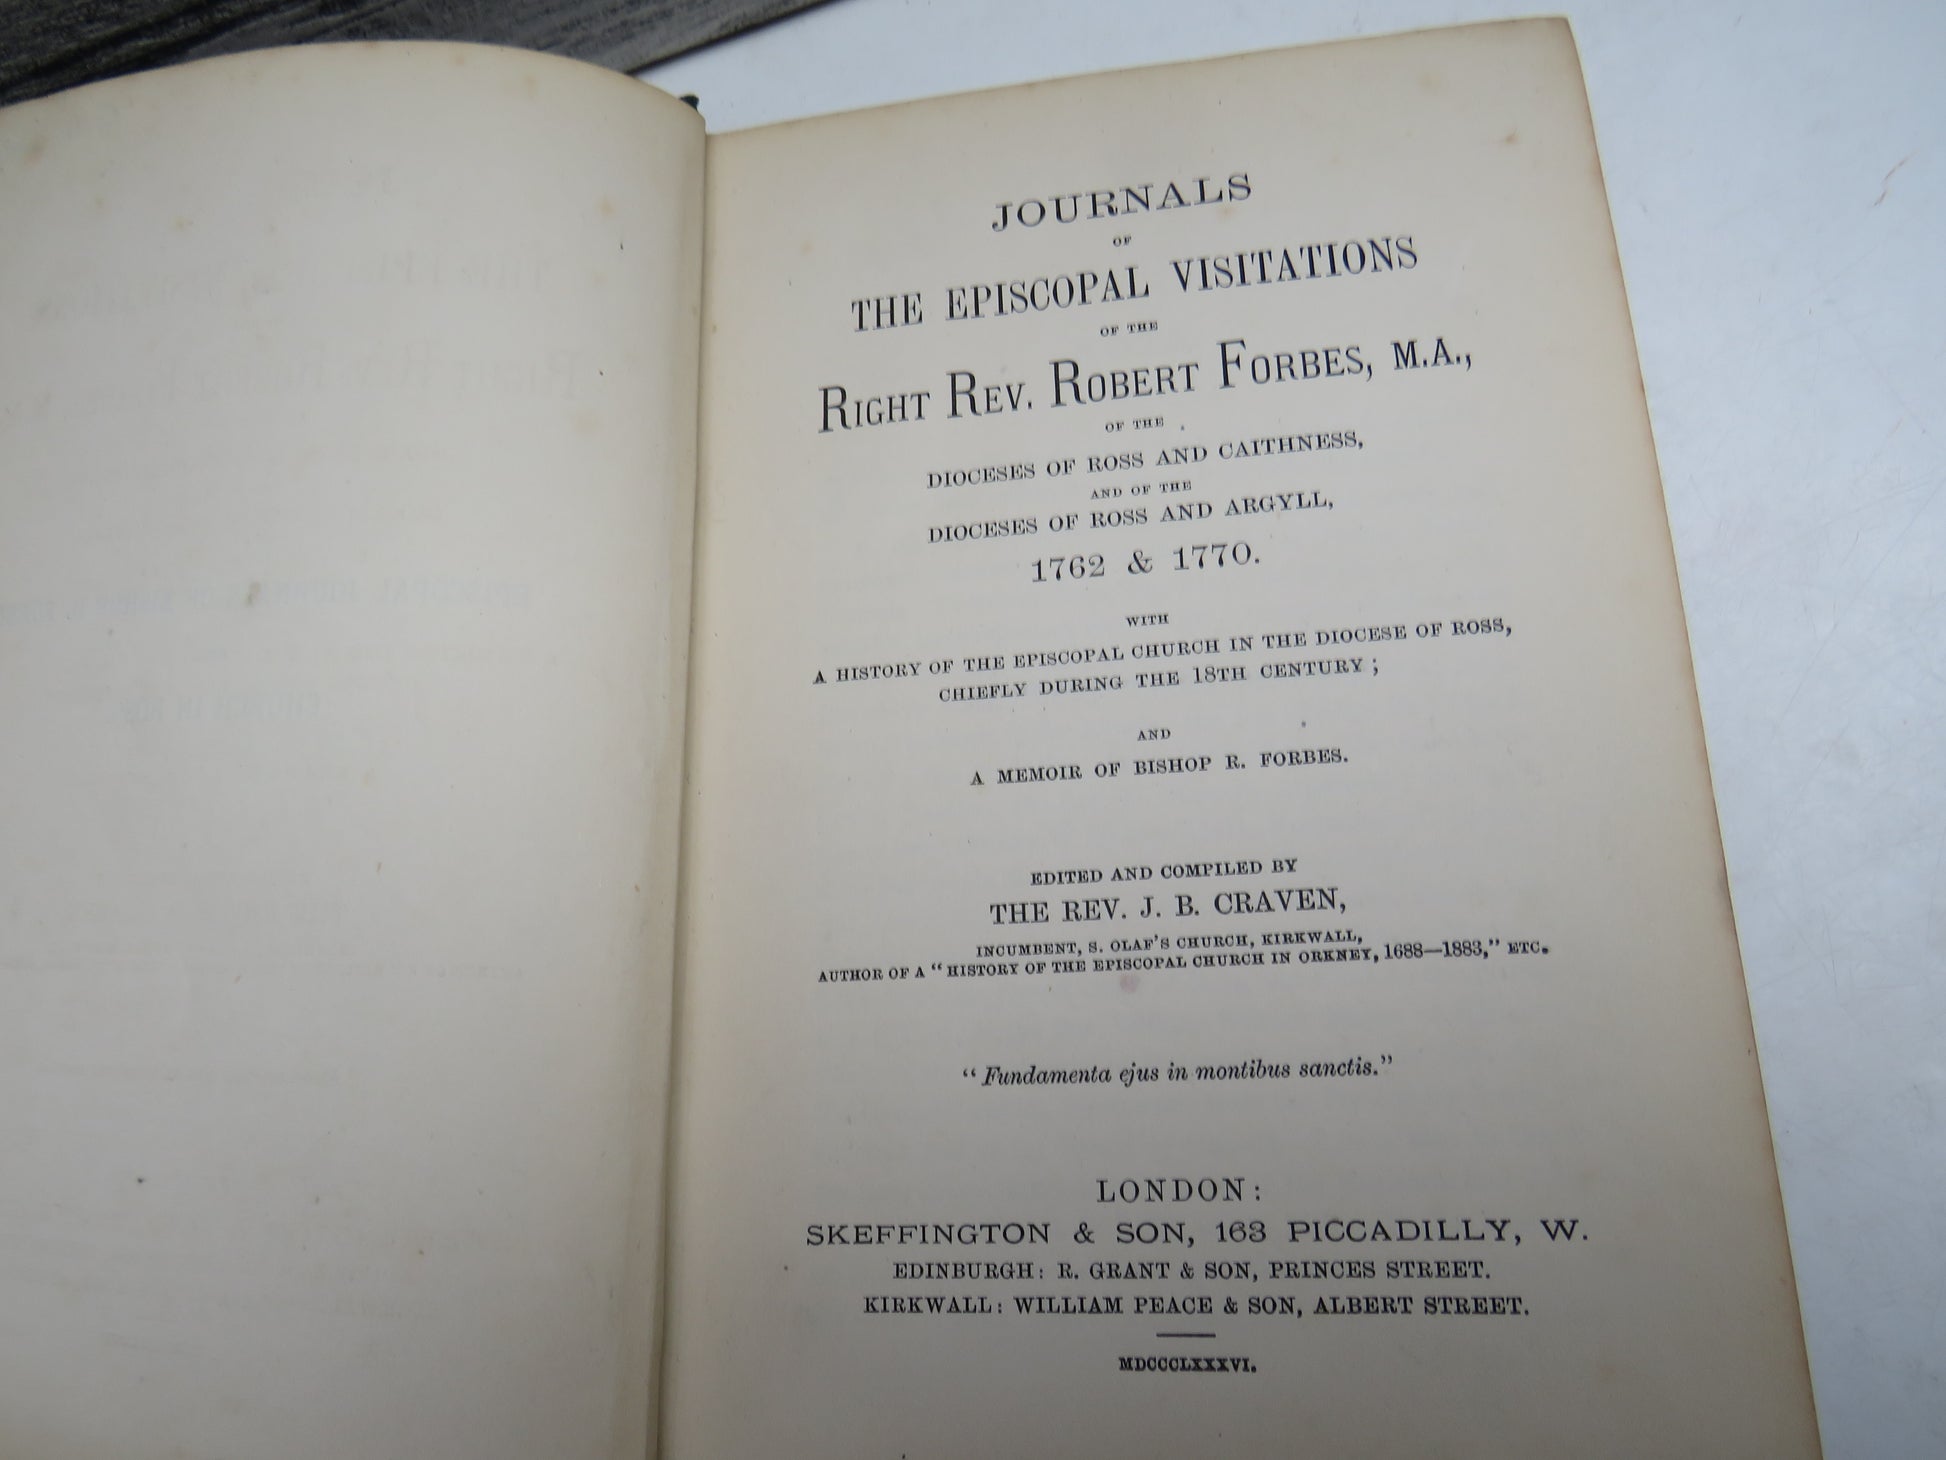 JOURNALS
OF
THE EPISCOPAL VISITATIONS
OF THE
RIGHT REV. ROBERT FORBES, M.A.,
OF THE
DIOCESES OF ROSS AND CAITHNESS,
AND OF THE
DIOCESES OF ROSS AND ARGYLL,
1762 & 1770.
WITH
A HISTORY OF THE EPISCOPAL CHURCH IN THE DIOCESE OF ROSS,
CHIEFLY DURING THE 18TH CENTURY;
AND
A MEMOIR OF BISHOP R. FORBES.
EDITED AND COMPILED BY
THE REV. J. B. CRAVEN,
INCUMBENT, S. OLAF'S CHURCH, KIRKWALL,
AUTHOR OF A "HISTORY OF THE EPISCOPAL CHURCH IN ORKNEY, 1688—1883," ETC.
"Fundamenta ejus in montibus sanctis."
LONDON:
SKEFFINGTON & SON, 163 PICCADILLY, W.
EDINBURGH: R. GRANT & SON, PRINCES STREET.
KIRKWALL: WILLIAM PEACE & SON, ALBERT STREET.
MDCCCLXXXVI.